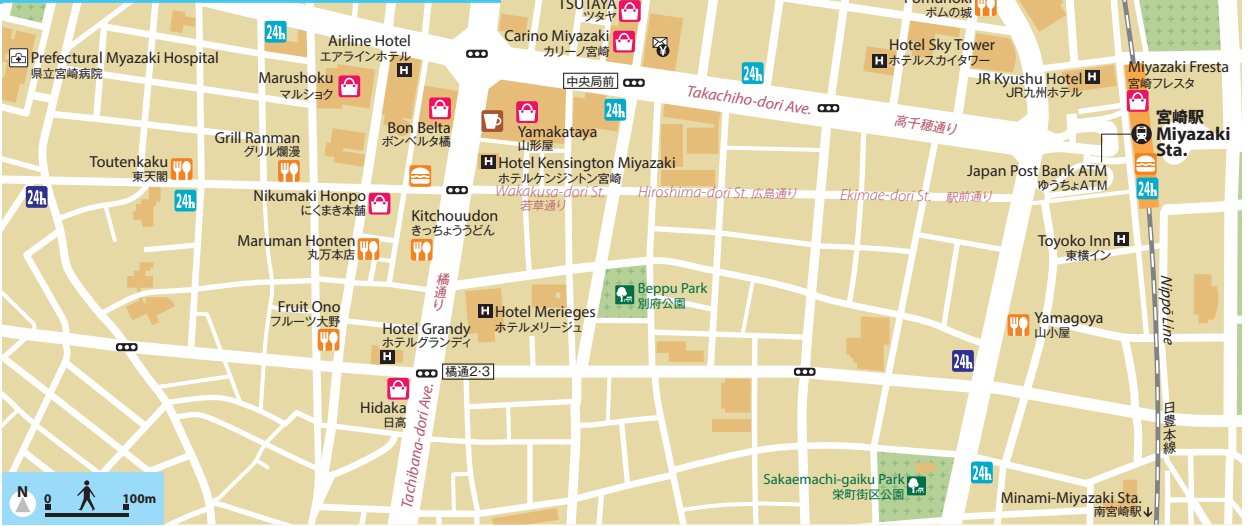 TSUTAYA
ツタヤ
ポムの城
24h
Airline Hotel
エアラインホテル
Carino Miyazaki
カリーノ宮崎
Hotel Sky Tower
ホテルスカイタワー
Prefectural Miyazaki Hospital
県立宮崎病院
Marushoku
マルショク
中央局前
24h
JR Kyushu Hotel
JR九州ホテル
Miyazaki Fresta
宮崎フレスタ
Takachiho-dori Ave.
高千穂通り
24h
Bon Belta
ボンベルタ橘
Yamakataya
山形屋
宮崎駅
Miyazaki
Sta.
Grill Ranman
グリル爛漫
Toutenkaku
東天閣
Hotel Kensington Miyazaki
ホテルケンジントン宮崎
Japan Post Bank ATM
ゆうちょATM
24h
24h
24h
Nikumaki Honpo
にくまき本舗
Wakakusa-dori St.
若草通り
Hiroshima-dori St. 広島通り
Ekimae-dori St. 駅前通り
Kitchouudon
きっちょううどん
Maruman Honten
丸万本店
Toyoko Inn
東横イン
橘通り
Beppu Park
別府公園
Nippō Line
Fruit Ono
フルーツ大野
Hotel Merieges
ホテルメリージュ
Yamagoya
山小屋
Hotel Grandy
ホテルグランディ
橘通2･3
24h
Hidaka
日高
Tachibana-dori Ave.
日豊本線
Sakaemachi-gaiku Park
栄町街区公園
24h
Minami-Miyazaki Sta.
南宮崎駅↓
N
0
100m